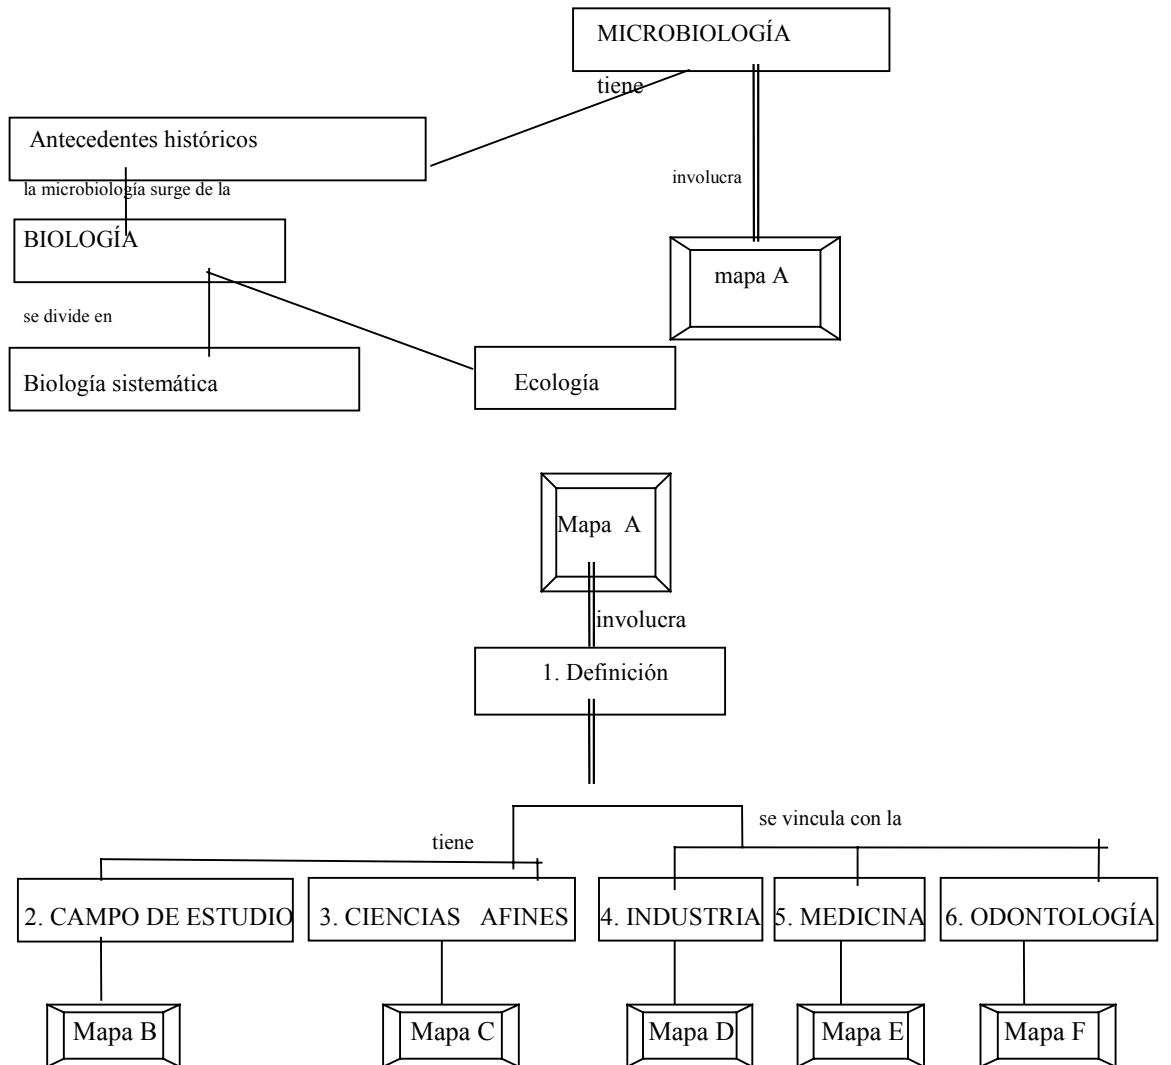 MICROBIOLOGÍA
tiene
Antecedentes históricos
la microbiología surge de la
involucra
BIOLOGÍA
mapa A
se divide en
Biología sistemática
Ecología
Mapa A
involucra
1. Definición
se vincula con la
tiene
2. CAMPO DE ESTUDIO
3. CIENCIAS AFINES
4. INDUSTRIA
5. MEDICINA
6. ODONTOLOGÍA
Mapa B
Mapa C
Mapa D
Mapa E
Mapa F